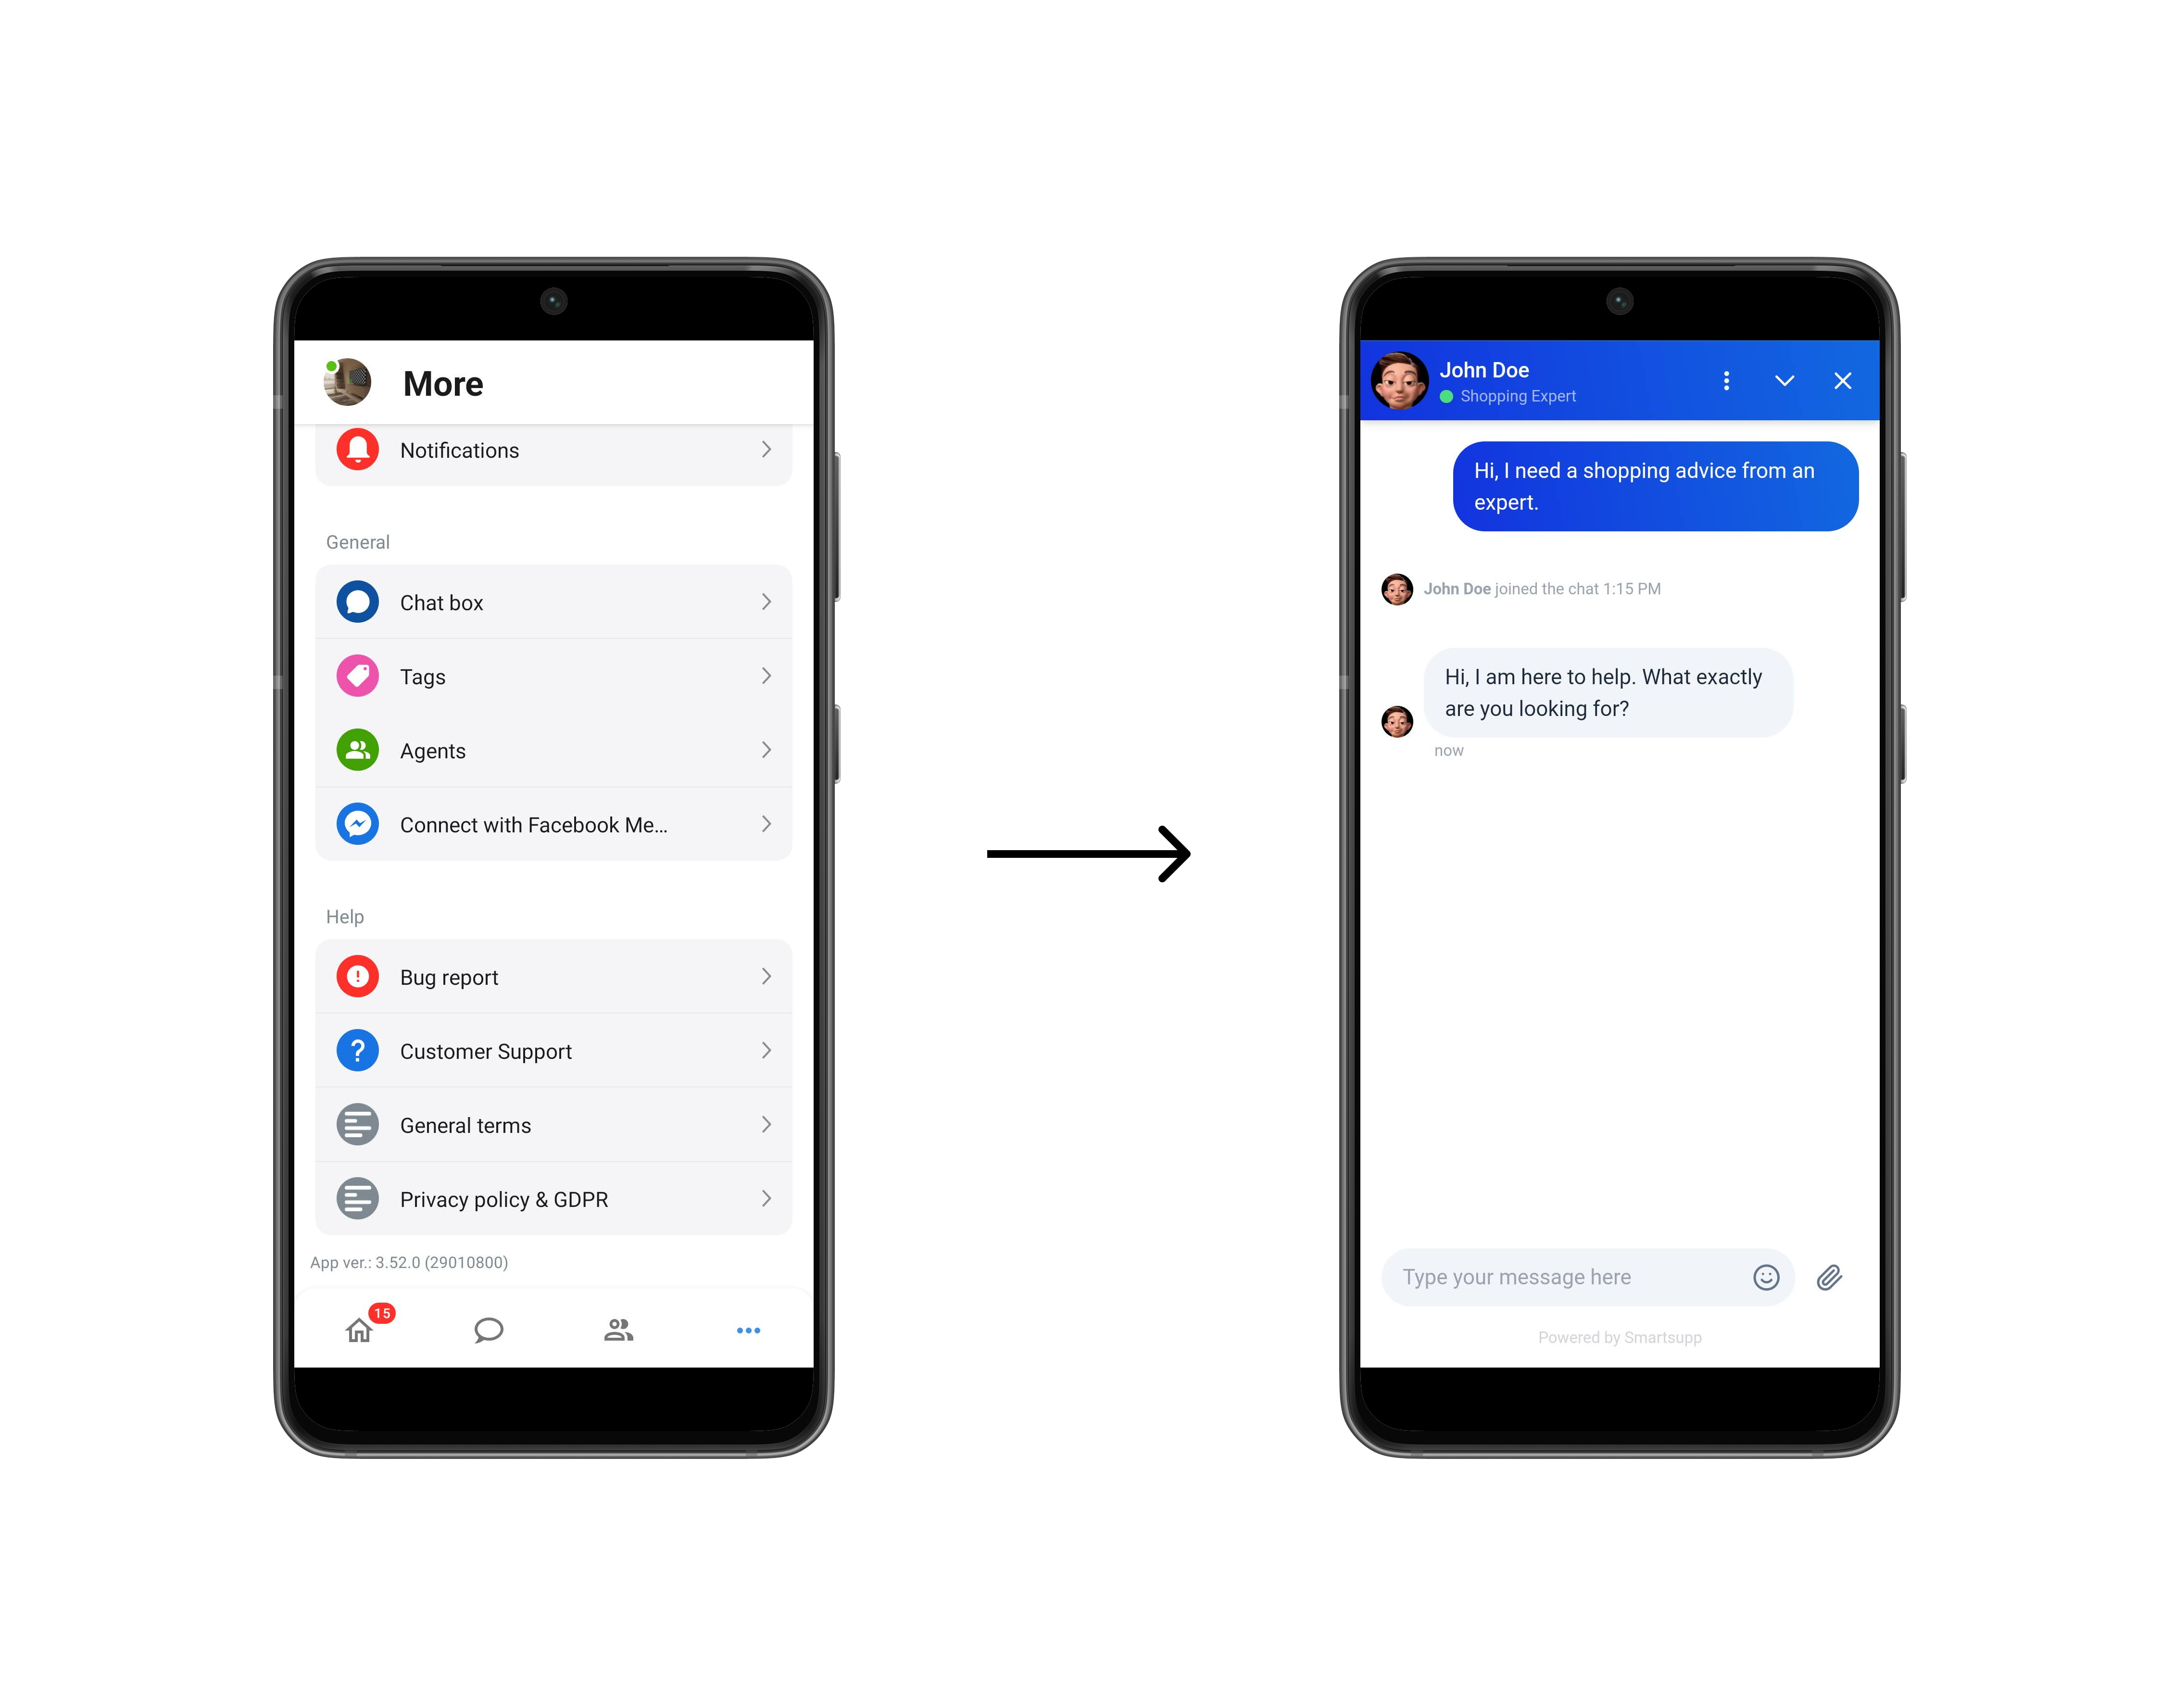 More
Notifications
General
Chat box
Tags
Agents
Connect with Facebook Me...
Help
Bug report
Customer Support
General terms
Privacy policy & GDPR
App ver.: 3.52.0 (29010800)
15
John Doe
Shopping Expert
Hi, I need a shopping advice from an
expert.
John Doe joined the chat 1:15 PM
Hi, I am here to help. What exactly
are you looking for?
now
Type your message here
Powered by Smartsupp